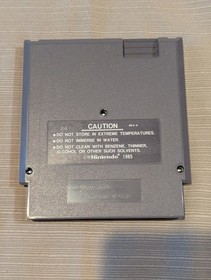 CAUTION
• DO NOT STORE IN EXTREME TEMPERATURES.
• DO NOT IMMERSE IN WATER.
• DO NOT CLEAN WITH BENZENE, THINNER,
ALCOHOL OR OTHER SUCH SOLVENTS.
©Nintendo® 1985